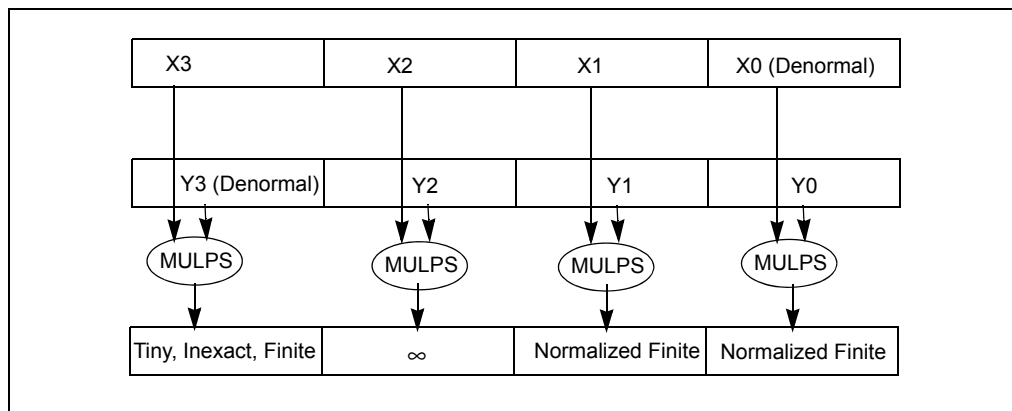 X3 X2 X1 X0 (Denormal)
Y3 (Denormal) Y2 Y1 Y0
MULPS MULPS MULPS MULPS
Tiny, Inexact, Finite ∞ Normalized Finite Normalized Finite